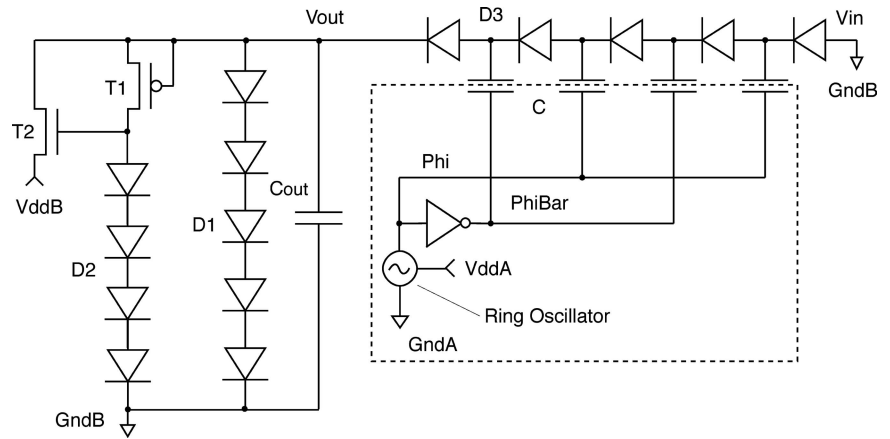 Vout
D3
Vin
T1
GndB
T2
C
Phi
VddB
Cout
PhiBar
D1
D2
VddA
Ring Oscillator
GndA
GndB